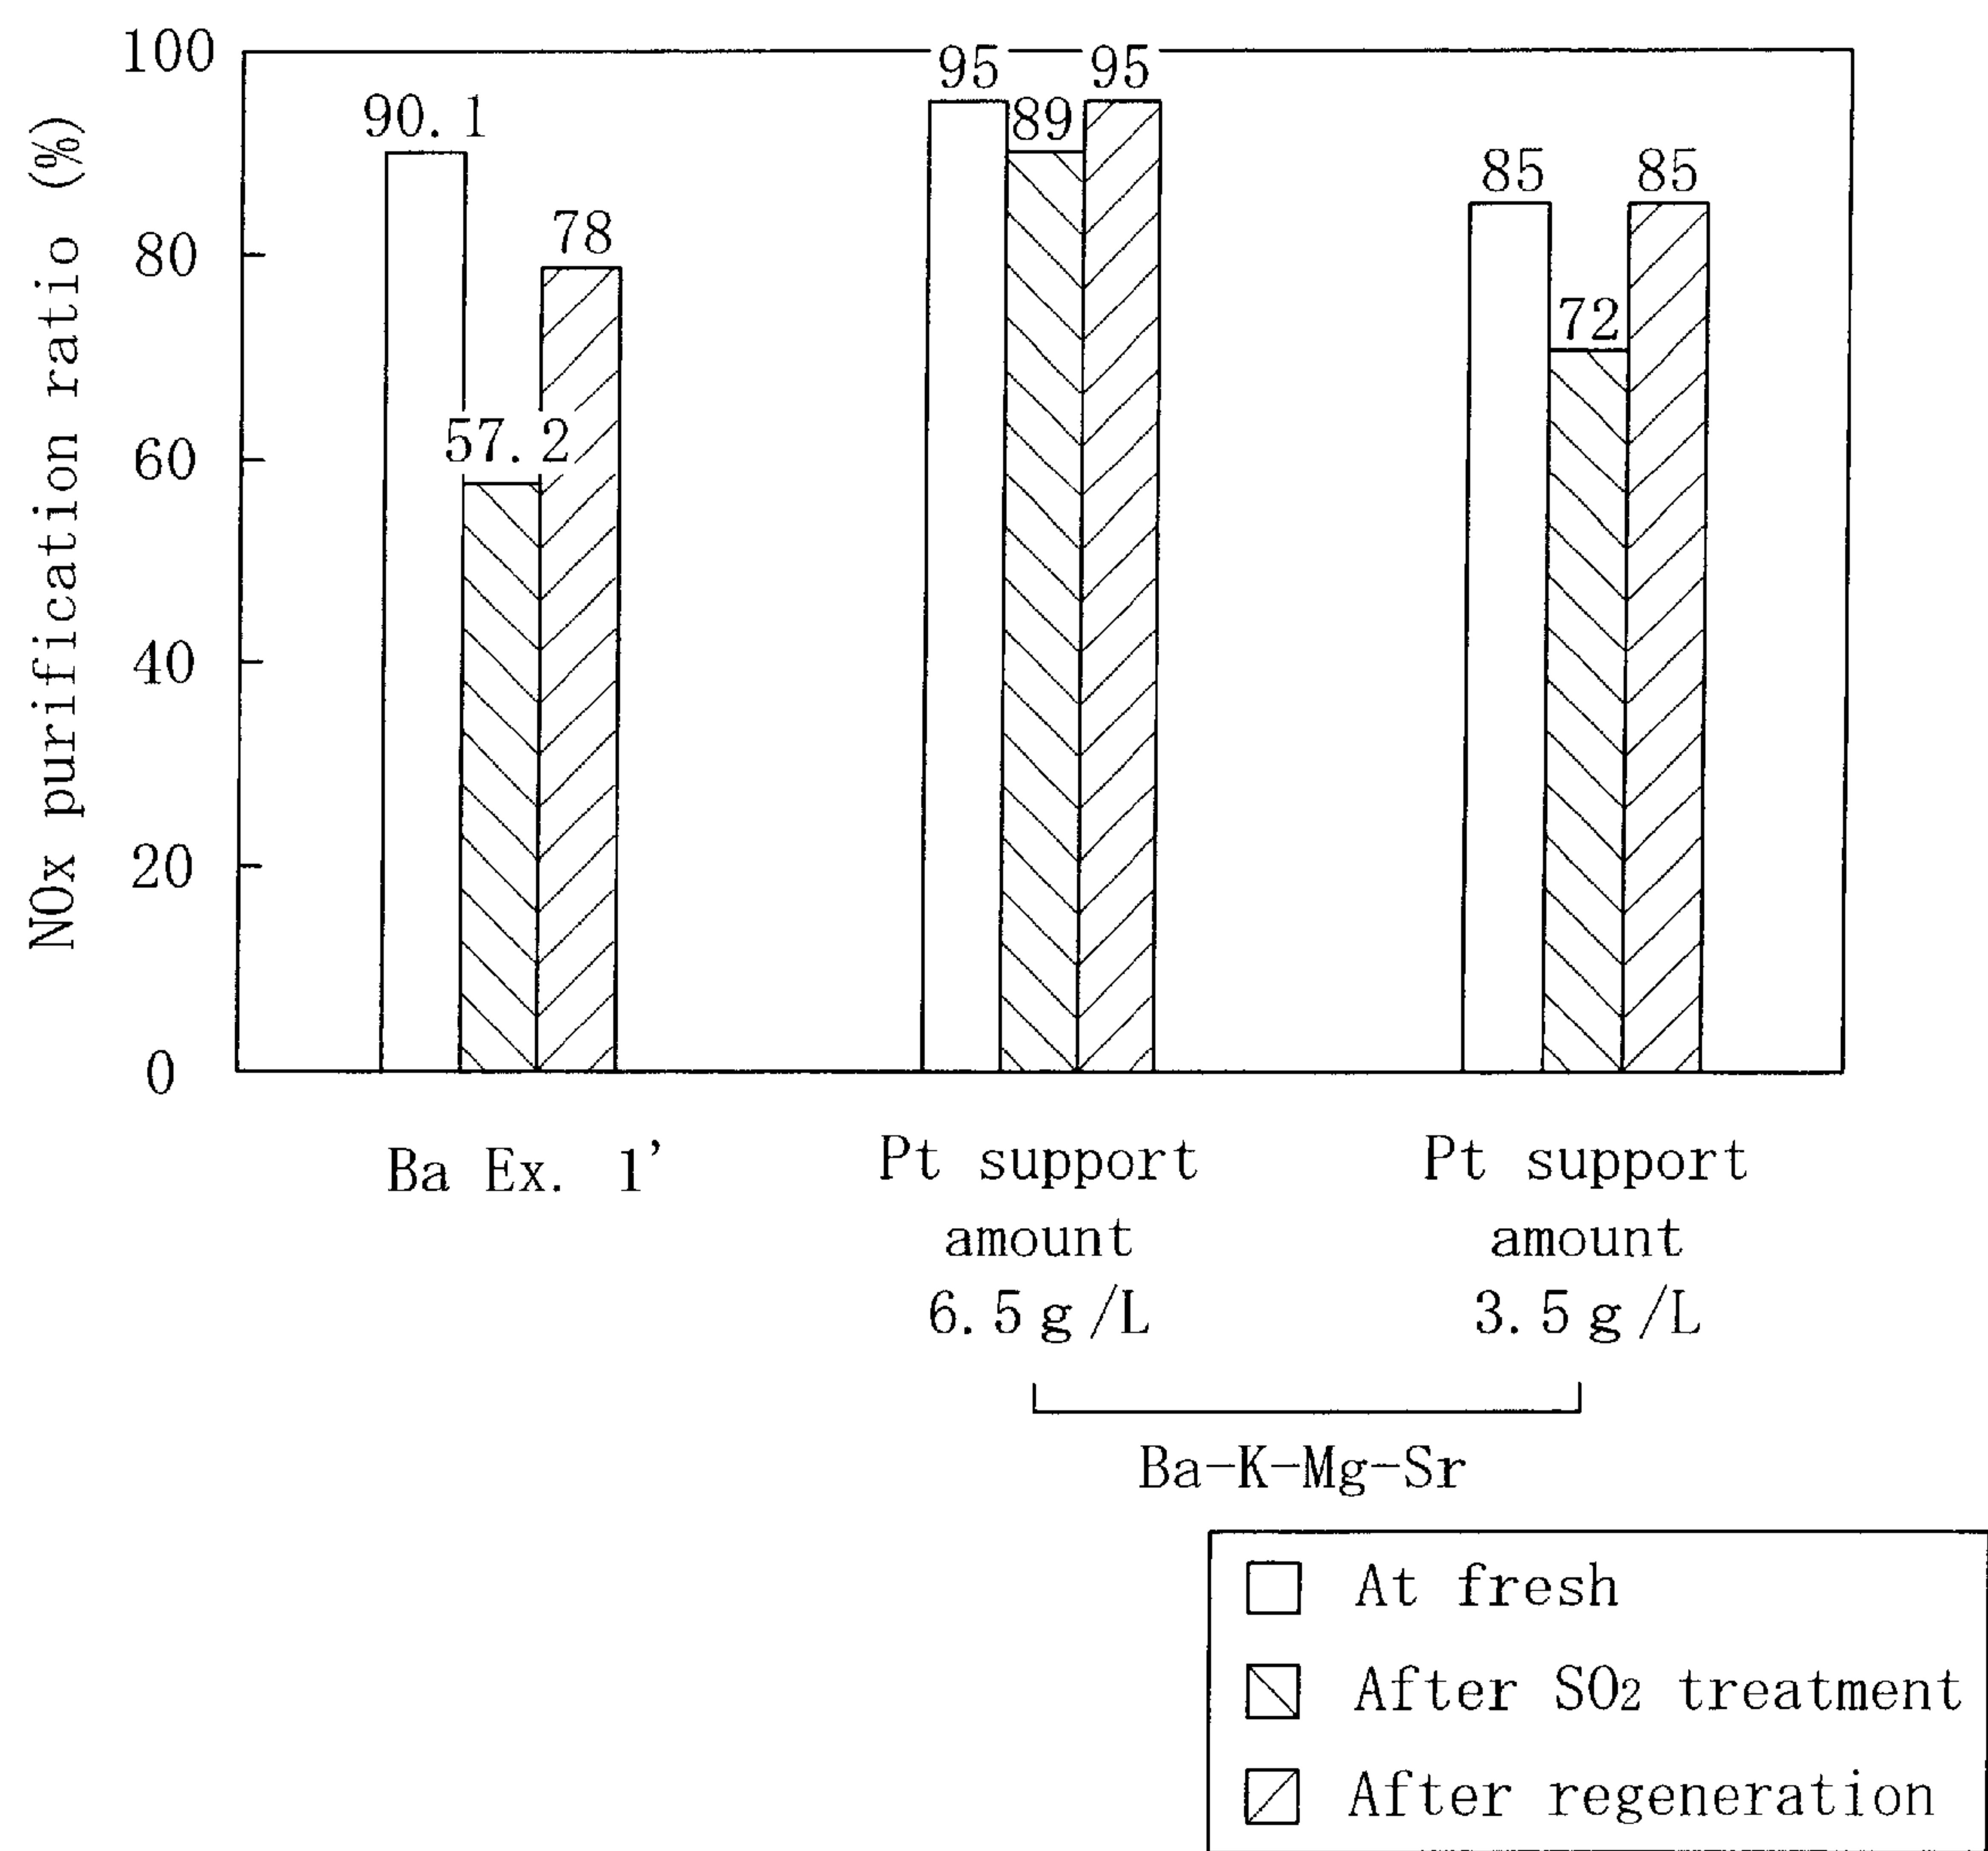 NOx purification ratio (%)
100
80
60
40
20
0
90.1
57.2
78
95
89
95
85
72
85
Ba Ex. 1'
Pt support
amount
6.5 g/L
Pt support
amount
3.5 g/L
Ba-K-Mg-Sr
At fresh
After SO2 treatment
After regeneration